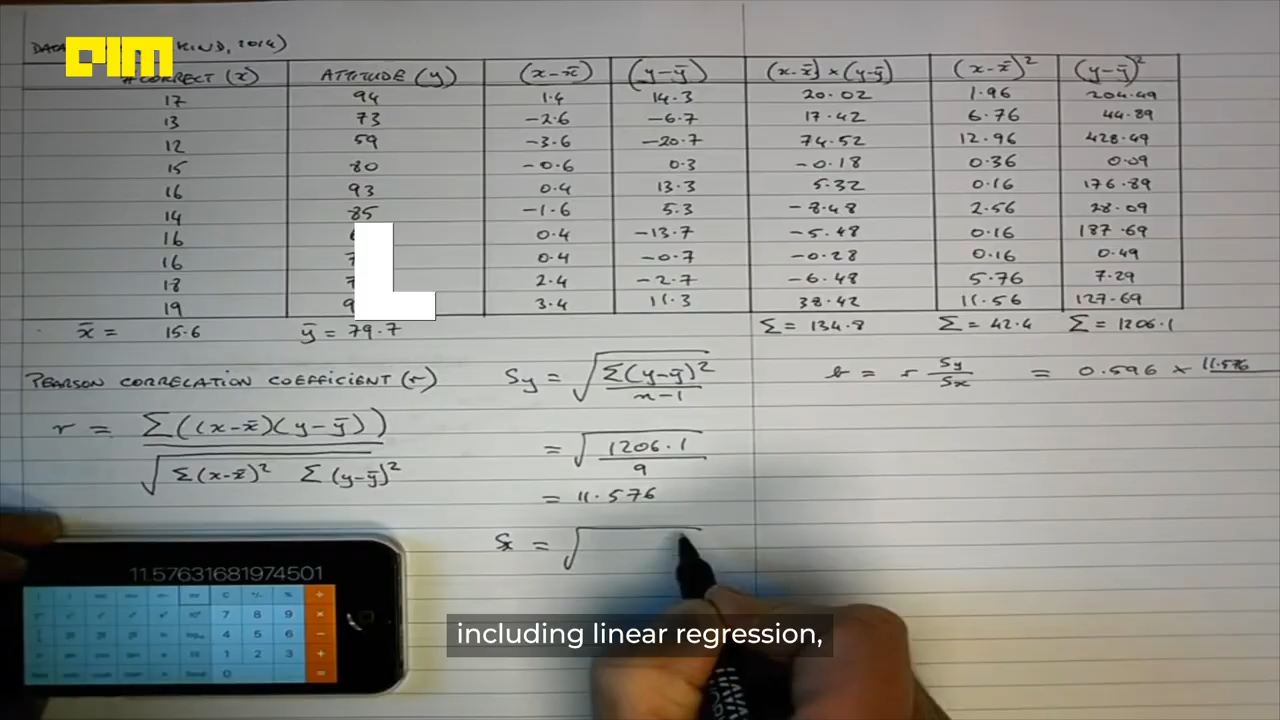 AIM
KIND, 2014)
# CORRECT (x) ATTITUDE (y) (x-x̄) (y-ȳ) (x-x̄)×(y-ȳ) (x-x̄)² (y-ȳ)²
17 94 1.4 14.3 20.02 1.96 204.49
13 73 -2.6 -6.7 17.42 6.76 44.89
12 59 -3.6 -20.7 74.52 12.96 428.49
15 80 -0.6 0.3 -0.18 0.36 0.09
16 93 0.4 13.3 5.32 0.16 176.89
14 85 -1.6 5.3 -8.48 2.56 28.09
16 0.4 -13.7 -5.48 0.16 187.69
16 7 0.4 -0.7 -0.28 0.16 0.49
18 7 2.4 -2.7 -6.48 5.76 7.29
19 9 3.4 11.3 38.42 11.56 127.69
x̄ = 15.6 ȳ = 79.7 Σ = 134.8 Σ = 42.4 Σ = 1206.1
PEARSON CORRELATION COEFFICIENT (r) Sy = √(Σ(y-ȳ)²/n-1) b = r Sy/Sx = 0.596 × 11.576
r = Σ((x-x̄)(y-ȳ)) / √(Σ(x-x̄)² Σ(y-ȳ)²)
= √(1206.1/9)
= 11.576
Sx = √
11.57631681974501
C
7 8 9 ×
4 5 6 −
1 2 3 +
0 =
including linear regression,